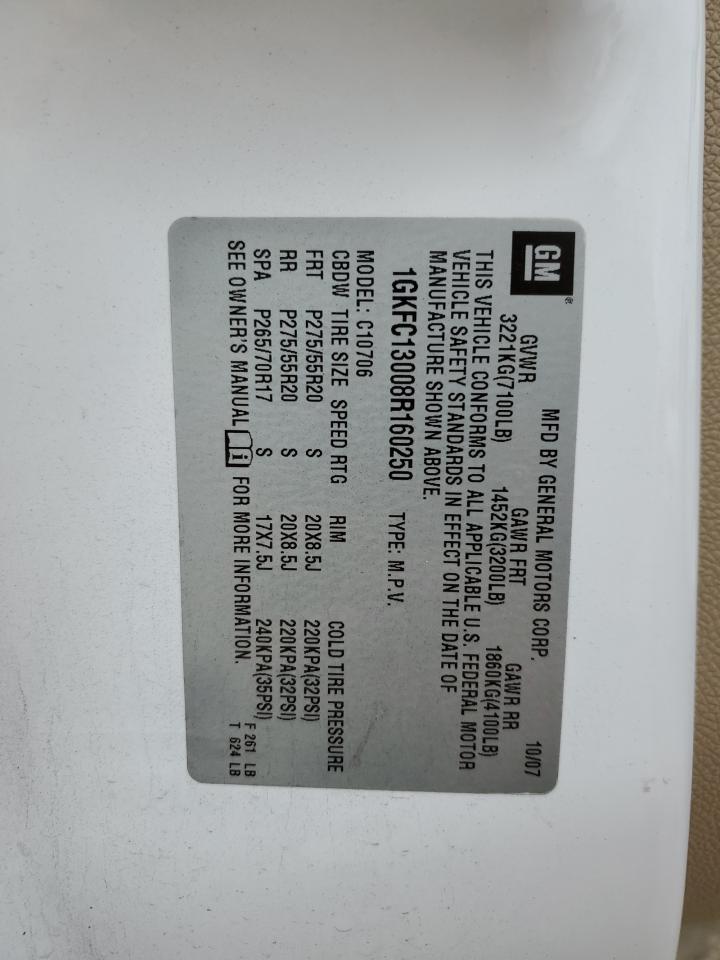 GM®
MFD BY GENERAL MOTORS CORP. 10/07
GVWR GAWR FRT GAWR RR
3221KG(7100LB) 1452KG(3200LB) 1860KG(4100LB)
THIS VEHICLE CONFORMS TO ALL APPLICABLE U.S. FEDERAL MOTOR
VEHICLE SAFETY STANDARDS IN EFFECT ON THE DATE OF
MANUFACTURE SHOWN ABOVE.
1GKFC13008R160250 TYPE: M.P.V.
MODEL: C10706
CBDW TIRE SIZE SPEED RTG RIM COLD TIRE PRESSURE
FRT P275/55R20 S 20X8.5J 220KPA(32PSI)
RR P275/55R20 S 20X8.5J 220KPA(32PSI)
SPA P265/70R17 S 17X7.5J 240KPA(35PSI)
SEE OWNER'S MANUAL i FOR MORE INFORMATION.
F 261 LB
T 624 LB